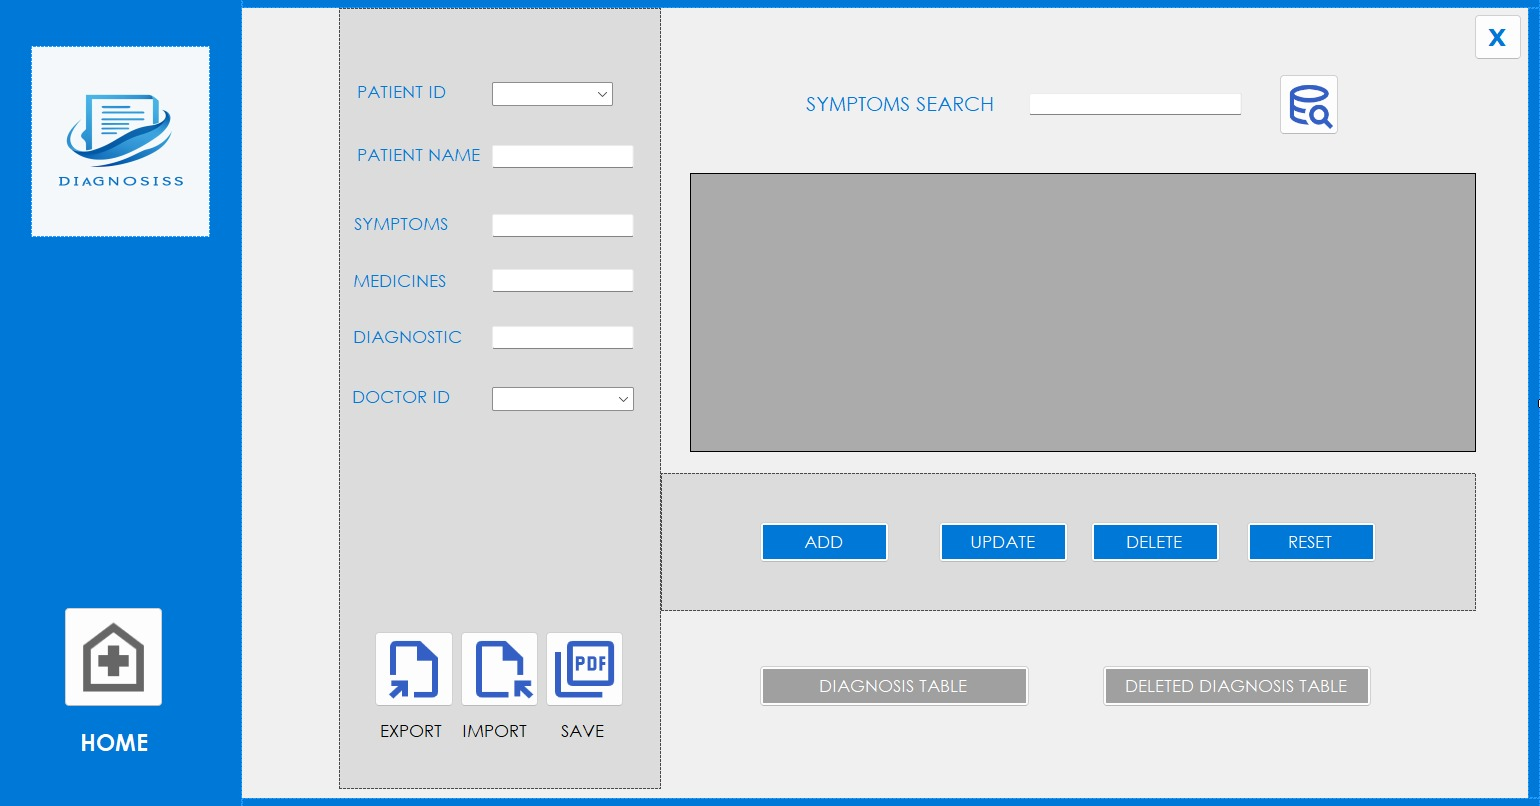 X
DIAGNOSISS
PATIENT ID
SYMPTOMS SEARCH
PATIENT NAME
SYMPTOMS
MEDICINES
DIAGNOSTIC
DOCTOR ID
ADD
UPDATE
DELETE
RESET
PDF
EXPORT
IMPORT
SAVE
DIAGNOSIS TABLE
DELETED DIAGNOSIS TABLE
HOME